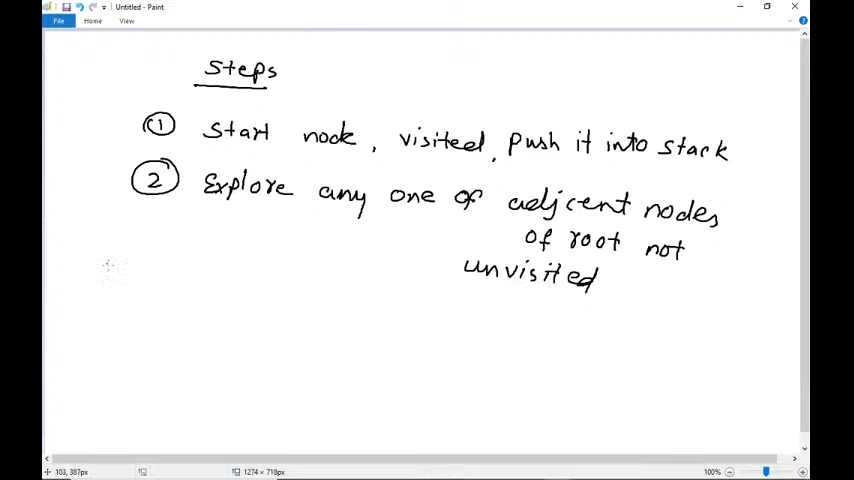 Untitled - Paint
File Home View
Steps
1 Start node, visited, Push it into stack
2 Explore any one of adjcent nodes
of root not
unvisited
103, 387px 1274 × 718px 100%